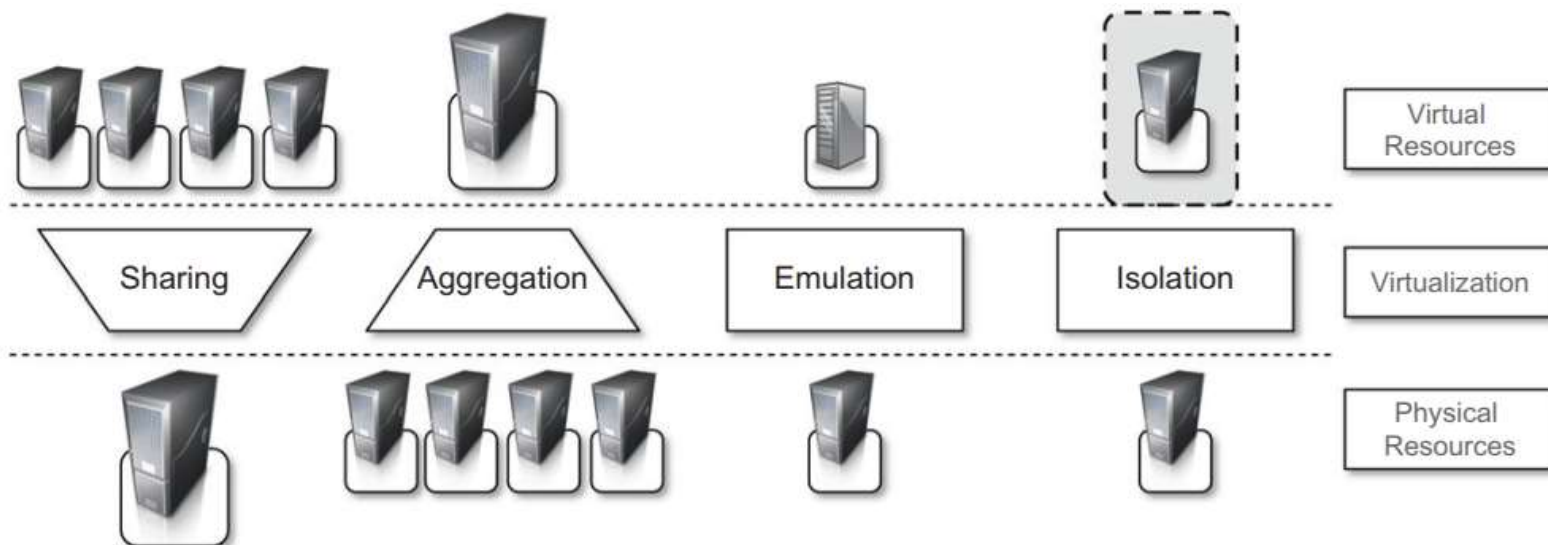 Virtual
Resources
Sharing
Aggregation
Emulation
Isolation
Virtualization
Physical
Resources